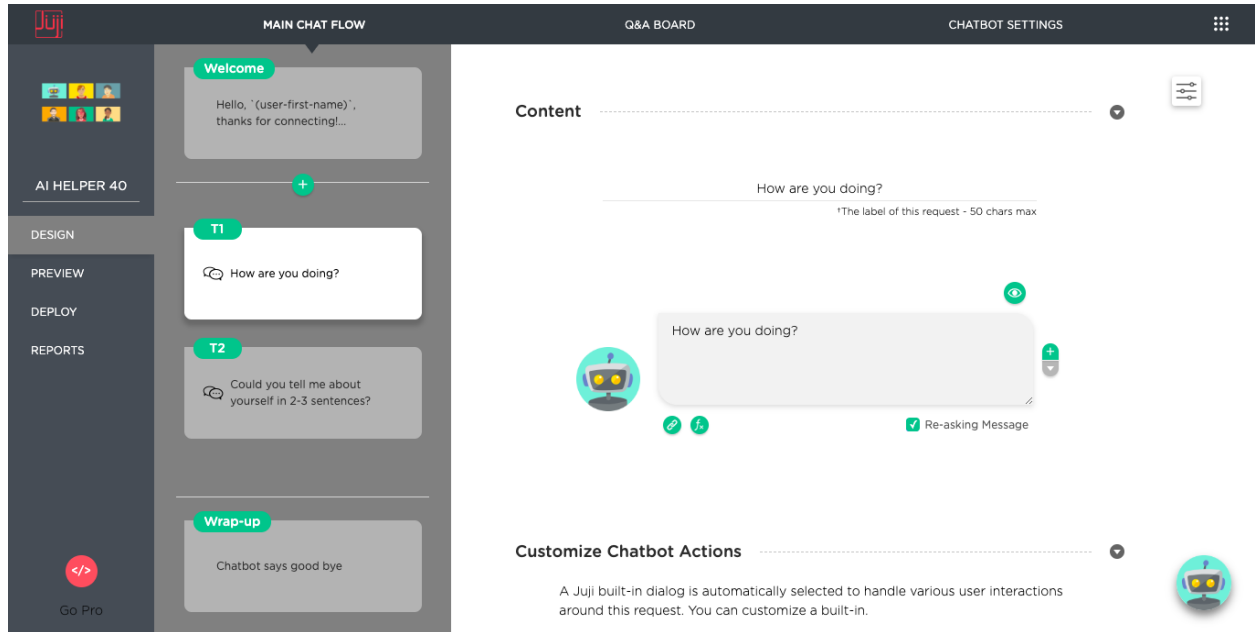 Juji
MAIN CHAT FLOW
Q&A BOARD
CHATBOT SETTINGS
AI HELPER 40
DESIGN
PREVIEW
DEPLOY
REPORTS
</>
Go Pro
Welcome
Hello, `(user-first-name)`,
thanks for connecting!...
+
T1
How are you doing?
T2
Could you tell me about
yourself in 2-3 sentences?
Wrap-up
Chatbot says good bye
Content
How are you doing?
†The label of this request - 50 chars max
How are you doing?
+
fx
Re-asking Message
Customize Chatbot Actions
A Juji built-in dialog is automatically selected to handle various user interactions
around this request. You can customize a built-in.